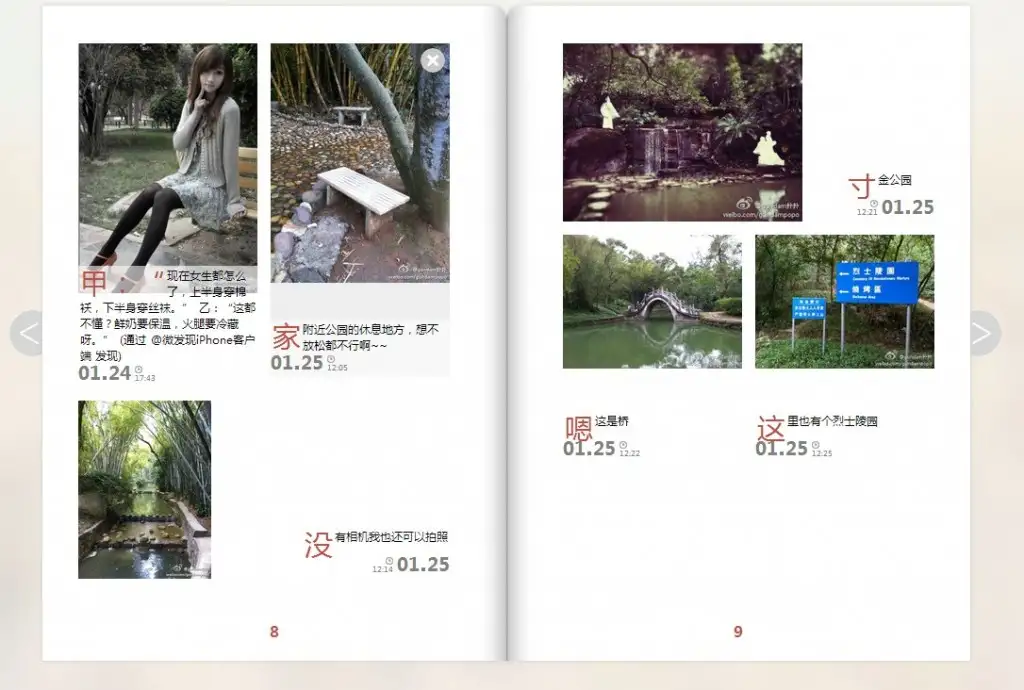 甲 “现在女生都怎么
了，上半身穿棉
袄，下半身穿丝袜。” 乙：“这都
不懂？鲜奶要保温，火腿要冷藏
呀。” (通过 @微发现iPhone客户
端 发现)
01.24 17:43
家附近公园的休息地方，想不
放松都不行啊~~
01.25 12:05
没有相机我也还可以拍照
12:14 01.25
8
寸金公园
12:21 01.25
烈士陵园
烧烤區
嗯这是桥
01.25 12:22
这里也有个烈士陵园
01.25 12:25
9